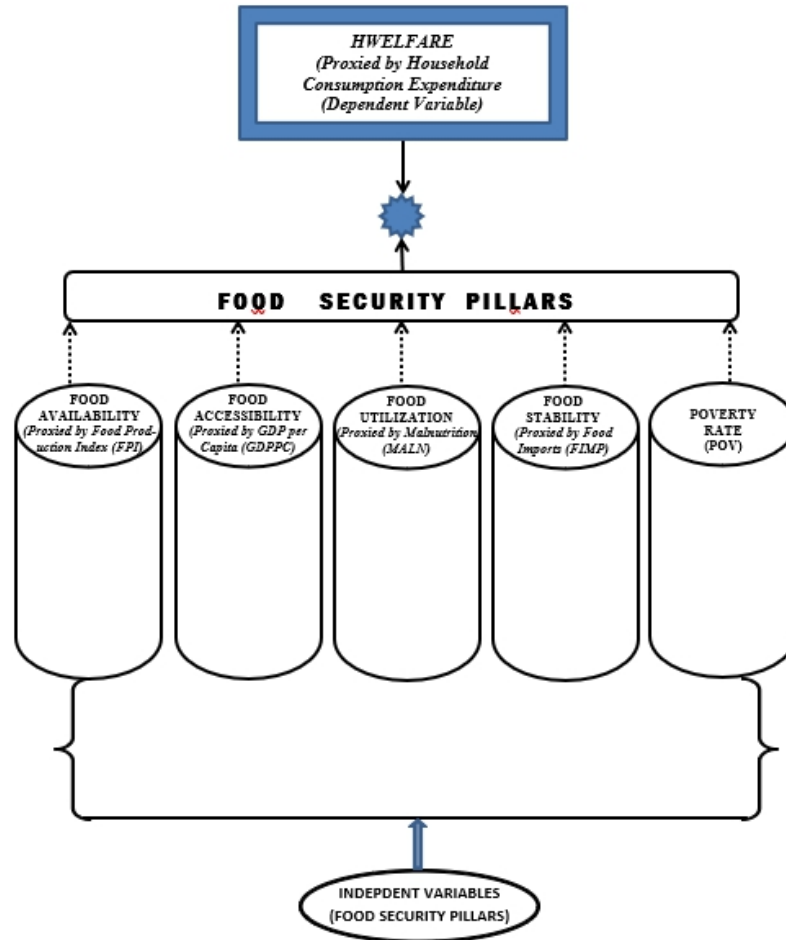 HWELFARE
(Proxied by Household
Consumption Expenditure
(Dependent Variable)
FOOD SECURITY PILLARS
FOOD
AVAILABILITY
(Proxied by Food Prod-
uction Index (FPI)
FOOD
ACCESSIBILITY
(Proxied by GDP per
Capita (GDPPC)
FOOD
UTILIZATION
(Proxied by Malnutrition
(MALN)
FOOD
STABILITY
(Proxied by Food
Imports (FIMP)
POVERTY
RATE
(POV)
INDEPDENT VARIABLES
(FOOD SECURITY PILLARS)